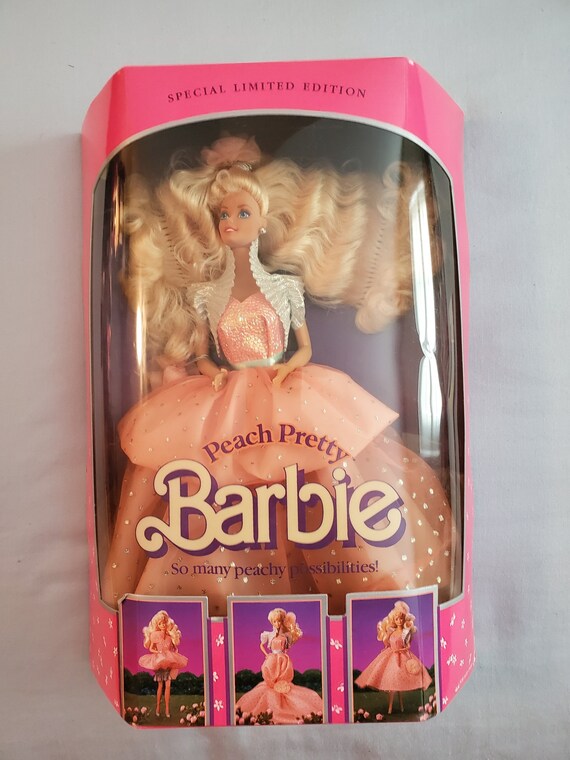 SPECIAL LIMITED EDITION
Peach Pretty
Barbie
So many peachy possibilities!